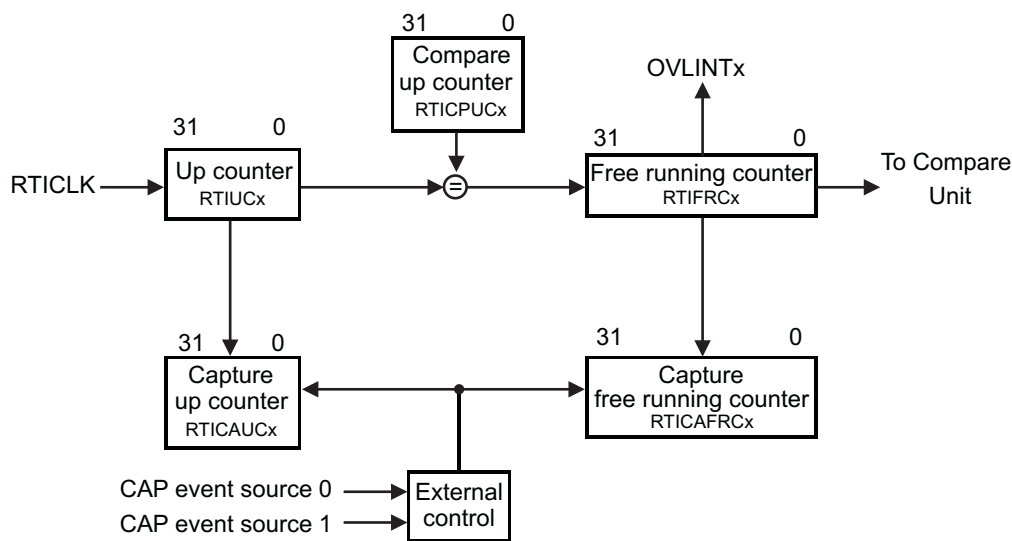 31 0
Compare
up counter
RTICPUCx
OVLINTx
31 0
Up counter
RTIUCx
RTICLK
=
31 0
Free running counter
RTIFRCx
To Compare
Unit
31 0
Capture
up counter
RTICAUCx
31 0
Capture
free running counter
RTICAFRCx
CAP event source 0
CAP event source 1
External
control